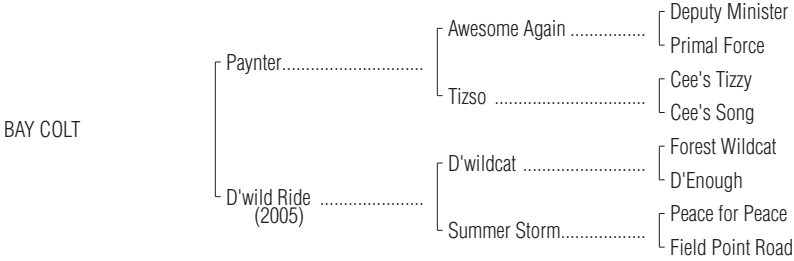 Deputy Minister
Awesome Again ................
Primal Force
Paynter.............................
Cee's Tizzy
Tizso ...............................
Cee's Song
BAY COLT
Forest Wildcat
D'wildcat .........................
D'Enough
D'wild Ride .....................
(2005)
Peace for Peace
Summer Storm..................
Field Point Road